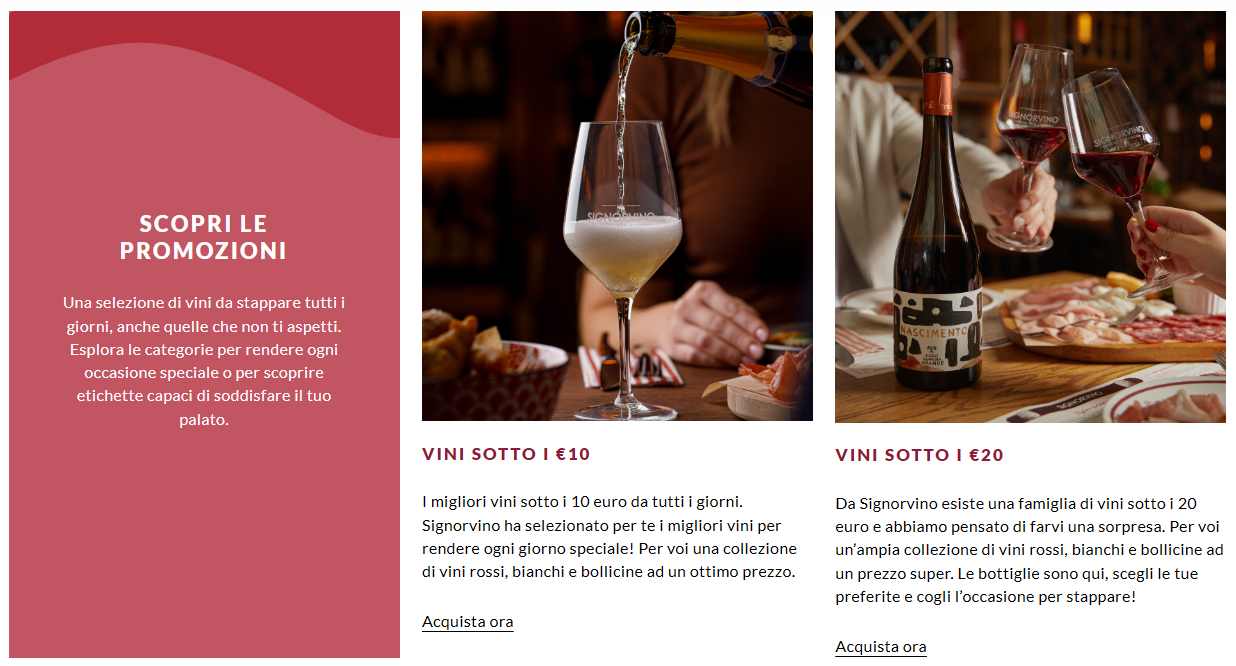 SCOPRI LE
PROMOZIONI
Una selezione di vini da stappare tutti i
giorni, anche quelle che non ti aspetti.
Esplora le categorie per rendere ogni
occasione speciale o per scoprire
etichette capaci di soddisfare il tuo
palato.
SIGNORVINO
VINI SOTTO I €10
I migliori vini sotto i 10 euro da tutti i giorni.
Signorvino ha selezionato per te i migliori vini per
rendere ogni giorno speciale! Per voi una collezione
di vini rossi, bianchi e bollicine ad un ottimo prezzo.
Acquista ora
SIGNORVINO
SIGNORVINO
NASCIMENTO
SIGNORVINO
VINI SOTTO I €20
Da Signorvino esiste una famiglia di vini sotto i 20
euro e abbiamo pensato di farvi una sorpresa. Per voi
un'ampia collezione di vini rossi, bianchi e bollicine ad
un prezzo super. Le bottiglie sono qui, scegli le tue
preferite e cogli l'occasione per stappare!
Acquista ora